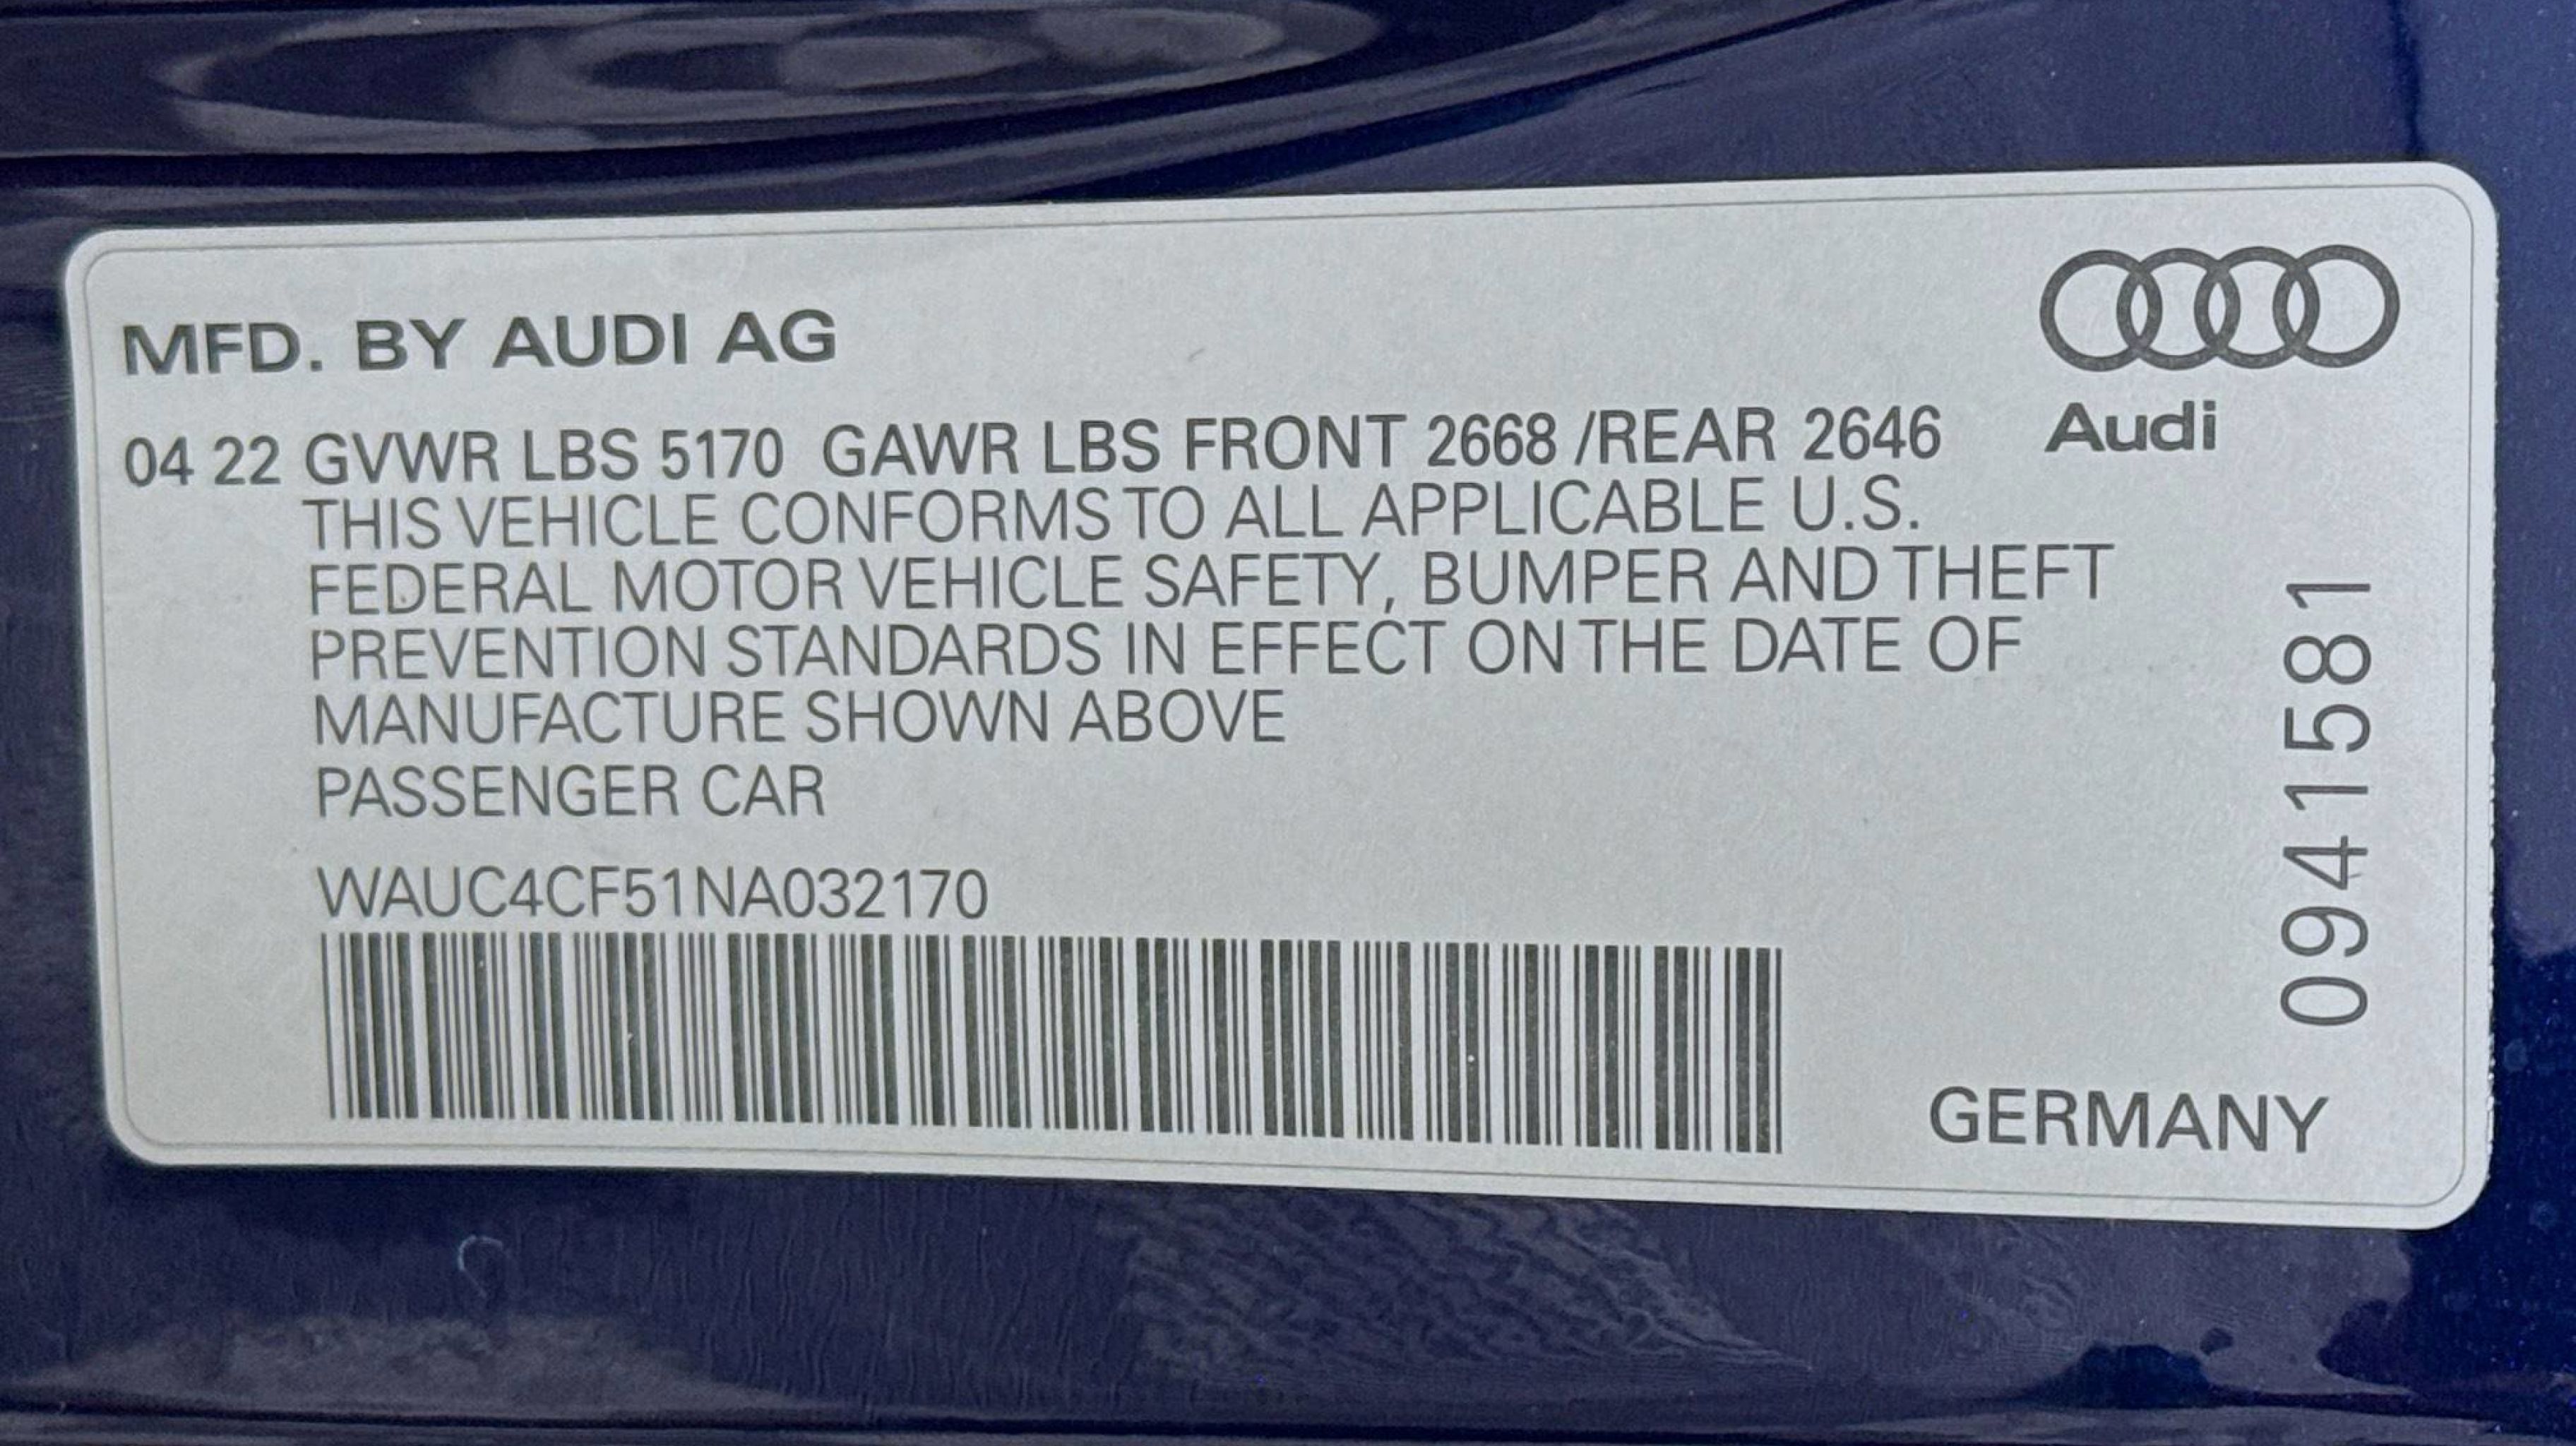 MFD. BY AUDI AG
Audi
04 22 GVWR LBS 5170 GAWR LBS FRONT 2668 /REAR 2646
THIS VEHICLE CONFORMS TO ALL APPLICABLE U.S.
FEDERAL MOTOR VEHICLE SAFETY, BUMPER AND THEFT
PREVENTION STANDARDS IN EFFECT ON THE DATE OF
MANUFACTURE SHOWN ABOVE
PASSENGER CAR
WAUC4CF51NA032170
0941581
GERMANY